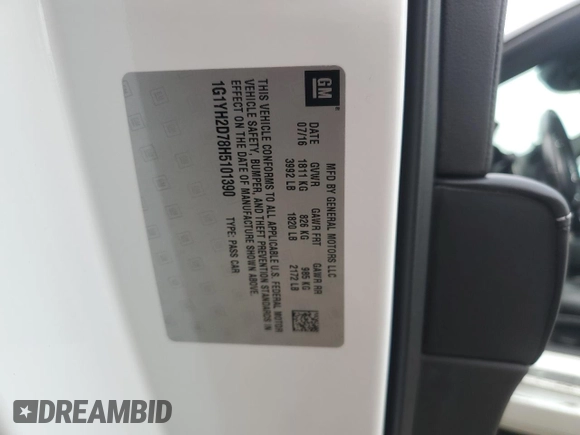 GM
MFD BY GENERAL MOTORS LLC
DATE GVWR GAWR FRT GAWR RR
07/16 1811 KG 826 KG 985 KG
3992 LB 1820 LB 2172 LB
THIS VEHICLE CONFORMS TO ALL APPLICABLE U.S. FEDERAL MOTOR
VEHICLE SAFETY, BUMPER, AND THEFT PREVENTION STANDARDS IN
EFFECT ON THE DATE OF MANUFACTURE SHOWN ABOVE.
1G1YH2D78H5101390 TYPE: PASS CAR
DREAMBID